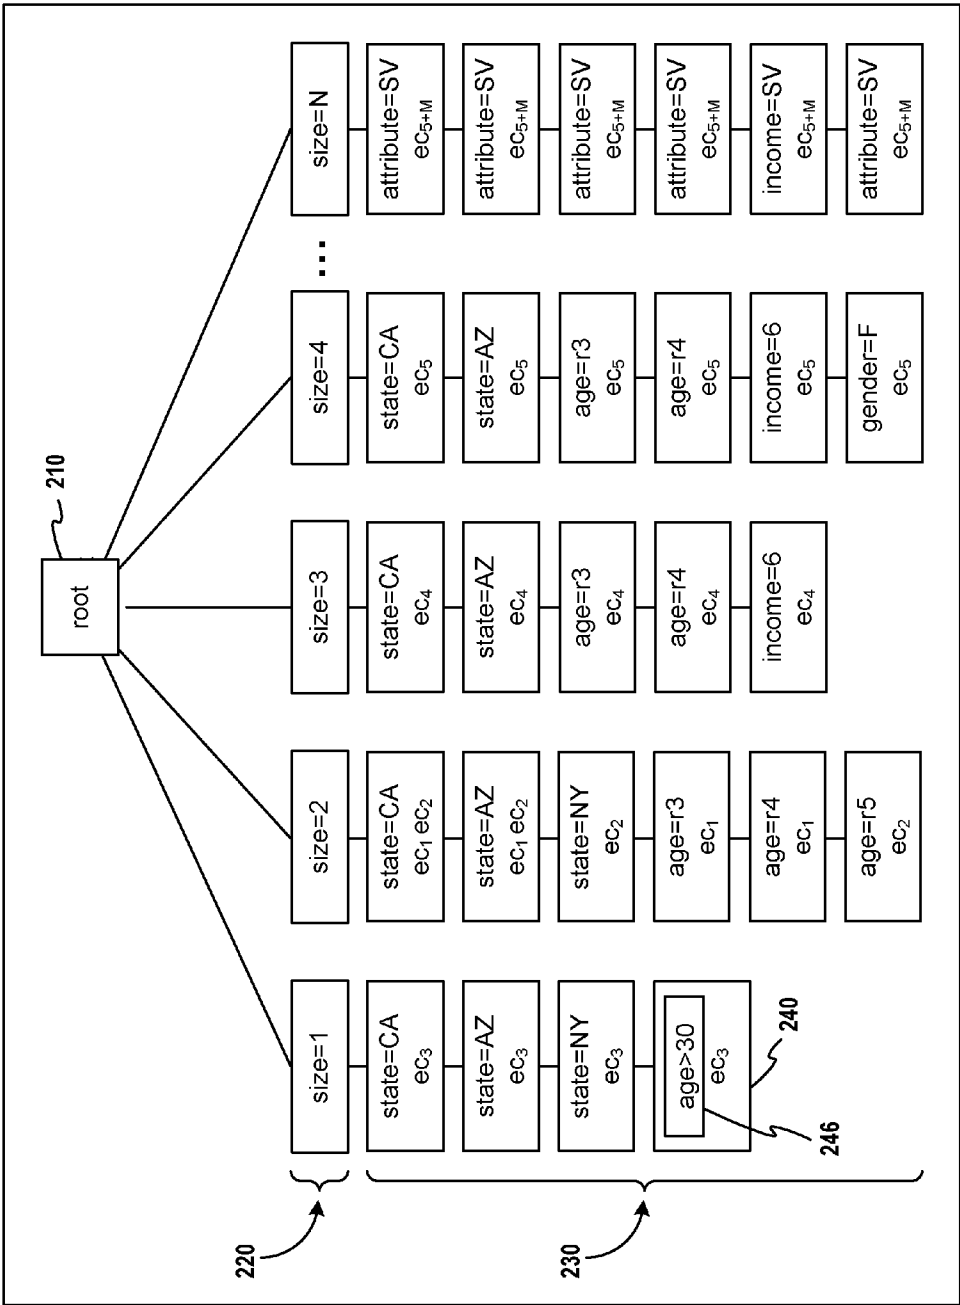 root
210
size=1
size=2
size=3
size=4
...
size=N
220
state=CA
ec₃
state=AZ
ec₃
state=NY
ec₃
age>30
ec₃
240
246
230
state=CA
ec₁ ec₂
state=AZ
ec₁ ec₂
state=NY
ec₂
age=r3
ec₁
age=r4
ec₁
age=r5
ec₂
state=CA
ec₄
state=AZ
ec₄
age=r3
ec₄
age=r4
ec₄
income=6
ec₄
state=CA
ec₅
state=AZ
ec₅
age=r3
ec₅
age=r4
ec₅
income=6
ec₅
gender=F
ec₅
attribute=SV
ec₅₊M
attribute=SV
ec₅₊M
attribute=SV
ec₅₊M
attribute=SV
ec₅₊M
income=SV
ec₅₊M
attribute=SV
ec₅₊M